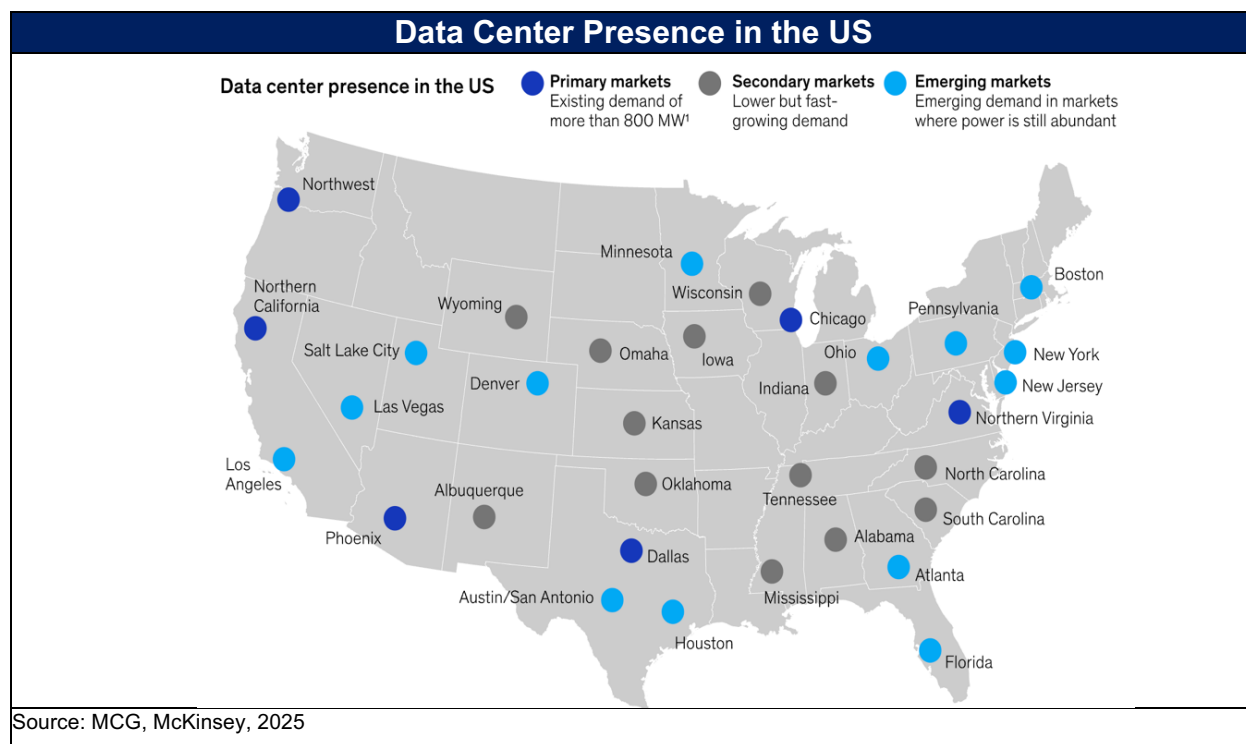 Data Center Presence in the US
Data center presence in the US
Primary markets
Existing demand of
more than 800 MW¹
Secondary markets
Lower but fast-
growing demand
Emerging markets
Emerging demand in markets
where power is still abundant
Northwest
Minnesota
Boston
Northern
California
Wyoming
Wisconsin
Chicago
Pennsylvania
Salt Lake City
Omaha
Iowa
Ohio
New York
Denver
Indiana
New Jersey
Las Vegas
Kansas
Northern Virginia
Los
Angeles
Albuquerque
Oklahoma
Tennessee
North Carolina
South Carolina
Phoenix
Dallas
Alabama
Atlanta
Austin/San Antonio
Mississippi
Houston
Florida
Source: MCG, McKinsey, 2025